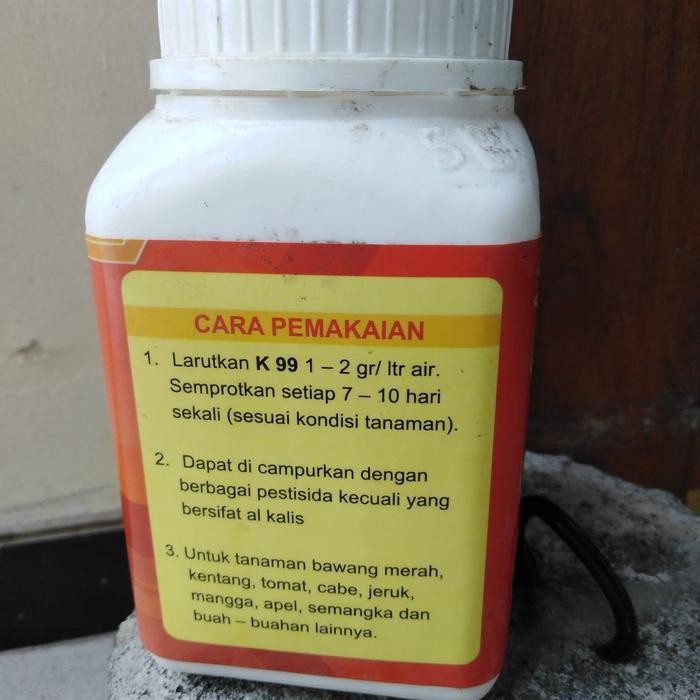 CARA PEMAKAIAN
1. Larutkan K 99 1 – 2 gr/ ltr air.
Semprotkan setiap 7 – 10 hari
sekali (sesuai kondisi tanaman).
2. Dapat di campurkan dengan
berbagai pestisida kecuali yang
bersifat al kalis
3. Untuk tanaman bawang merah,
kentang, tomat, cabe, jeruk,
mangga, apel, semangka dan
buah – buahan lainnya.